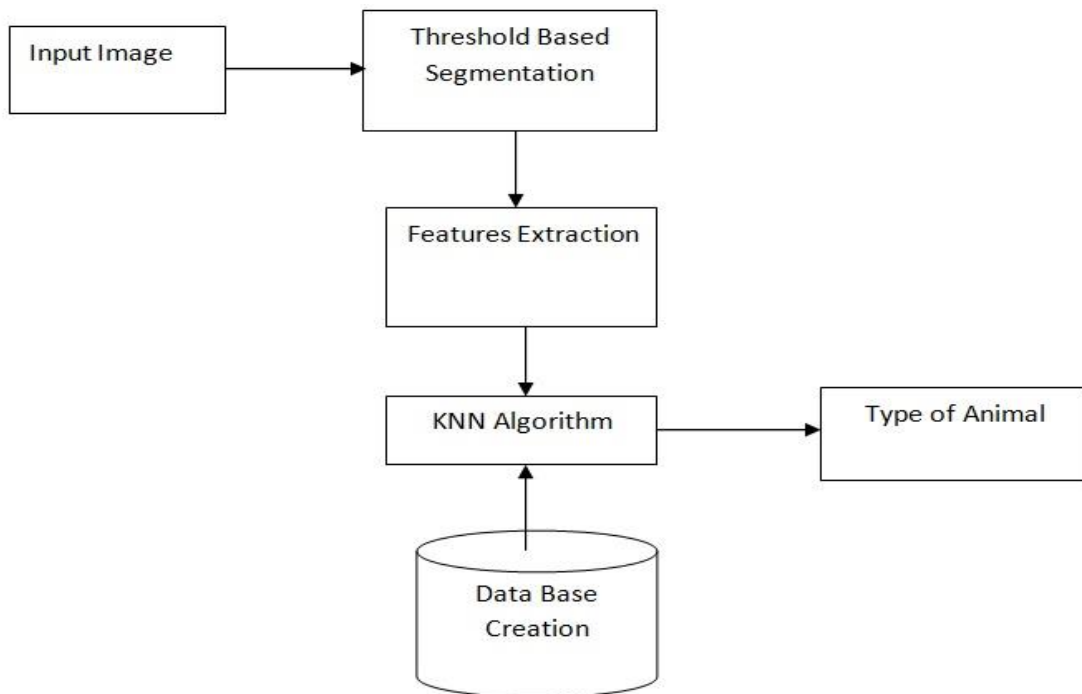 Input Image
Threshold Based
Segmentation
Features Extraction
KNN Algorithm
Type of Animal
Data Base
Creation